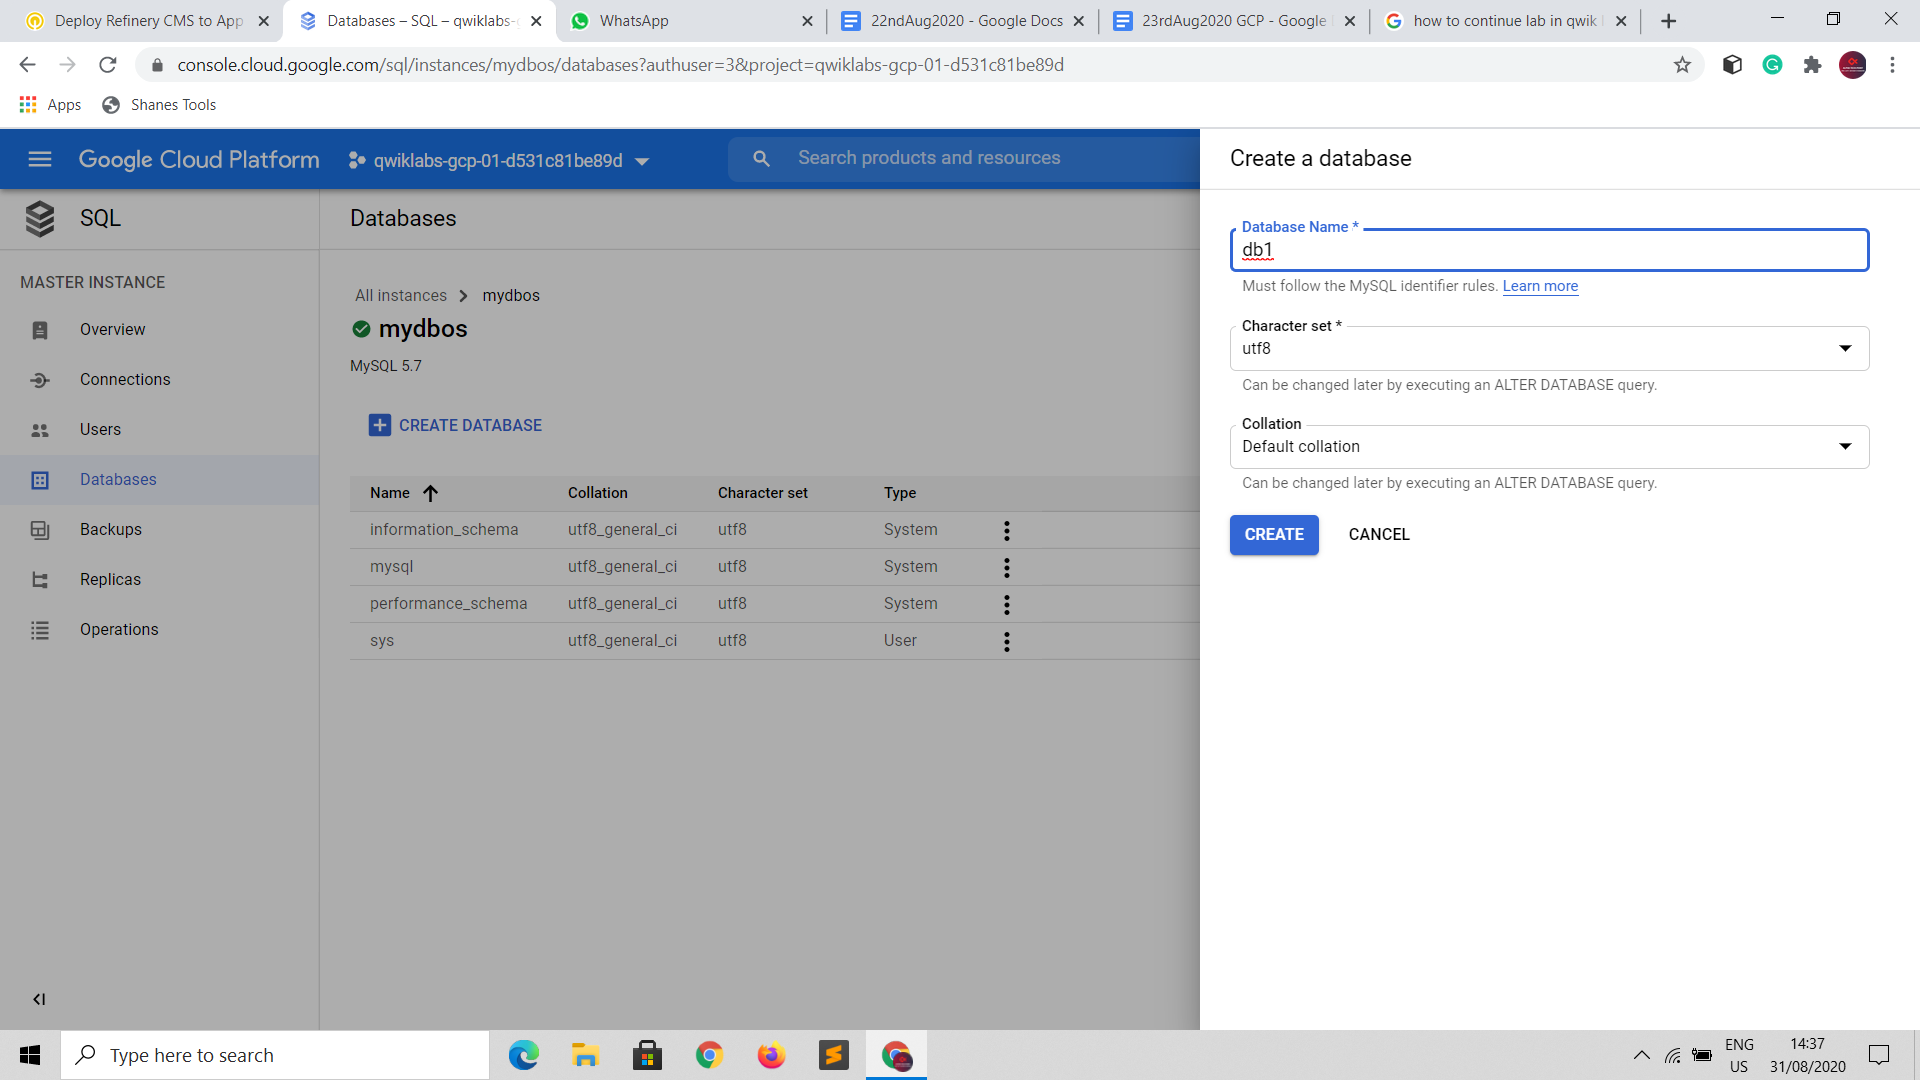 Deploy Refinery CMS to App
Databases – SQL – qwiklabs-
WhatsApp
22ndAug2020 - Google Docs
23rdAug2020 GCP - Google
how to continue lab in qwik
console.cloud.google.com/sql/instances/mydbos/databases?authuser=3&project=qwiklabs-gcp-01-d531c81be89d
Apps
Shanes Tools
Google Cloud Platform
qwiklabs-gcp-01-d531c81be89d
Search products and resources
SQL
MASTER INSTANCE
Overview
Connections
Users
Databases
Backups
Replicas
Operations
Databases
All instances
mydbos
mydbos
MySQL 5.7
CREATE DATABASE
Name Collation Character set Type
information_schema utf8_general_ci utf8 System
mysql utf8_general_ci utf8 System
performance_schema utf8_general_ci utf8 System
sys utf8_general_ci utf8 User
Create a database
Database Name *
db1
Must follow the MySQL identifier rules. Learn more
Character set *
utf8
Can be changed later by executing an ALTER DATABASE query.
Collation
Default collation
Can be changed later by executing an ALTER DATABASE query.
CREATE CANCEL
Type here to search
ENG
US
14:37
31/08/2020